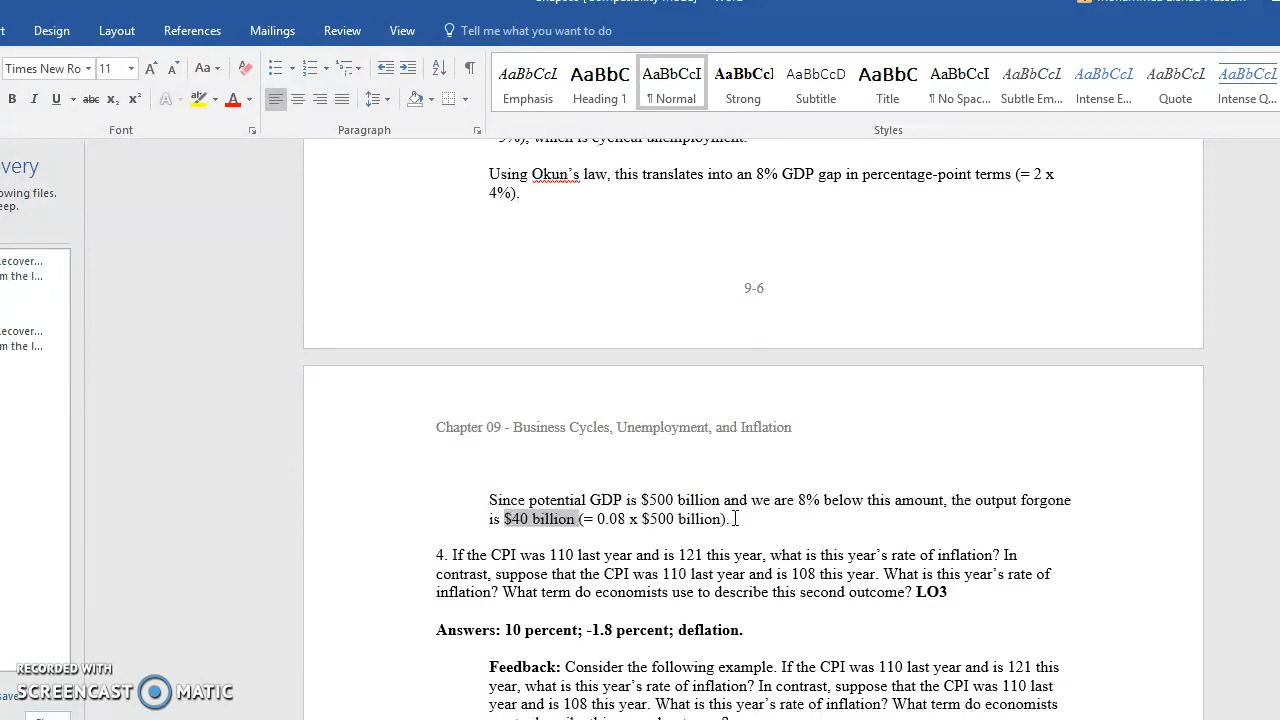 Design Layout References Mailings Review View Tell me what you want to do
Times New Ro 11 Aa
B I U abc x₂ x² A A
Font Paragraph Styles
AaBbCcI AaBbC AaBbCcI AaBbCcI AaBbCcD AaBbC AaBbCcI AaBbCcI AaBbCcI AaBbCcI AaBbCcI
Emphasis Heading 1 ¶ Normal Strong Subtitle Title ¶ No Spac... Subtle Em... Intense E... Quote Intense Q...
Using Okun’s law, this translates into an 8% GDP gap in percentage-point terms (= 2 x
4%).
9-6
Chapter 09 - Business Cycles, Unemployment, and Inflation
Since potential GDP is $500 billion and we are 8% below this amount, the output forgone
is $40 billion (= 0.08 x $500 billion).
4. If the CPI was 110 last year and is 121 this year, what is this year’s rate of inflation? In
contrast, suppose that the CPI was 110 last year and is 108 this year. What is this year’s rate of
inflation? What term do economists use to describe this second outcome? LO3
Answers: 10 percent; -1.8 percent; deflation.
Feedback: Consider the following example. If the CPI was 110 last year and is 121 this
year, what is this year’s rate of inflation? In contrast, suppose that the CPI was 110 last
year and is 108 this year. What is this year’s rate of inflation? What term do economists
RECORDED WITH
SCREENCAST MATIC